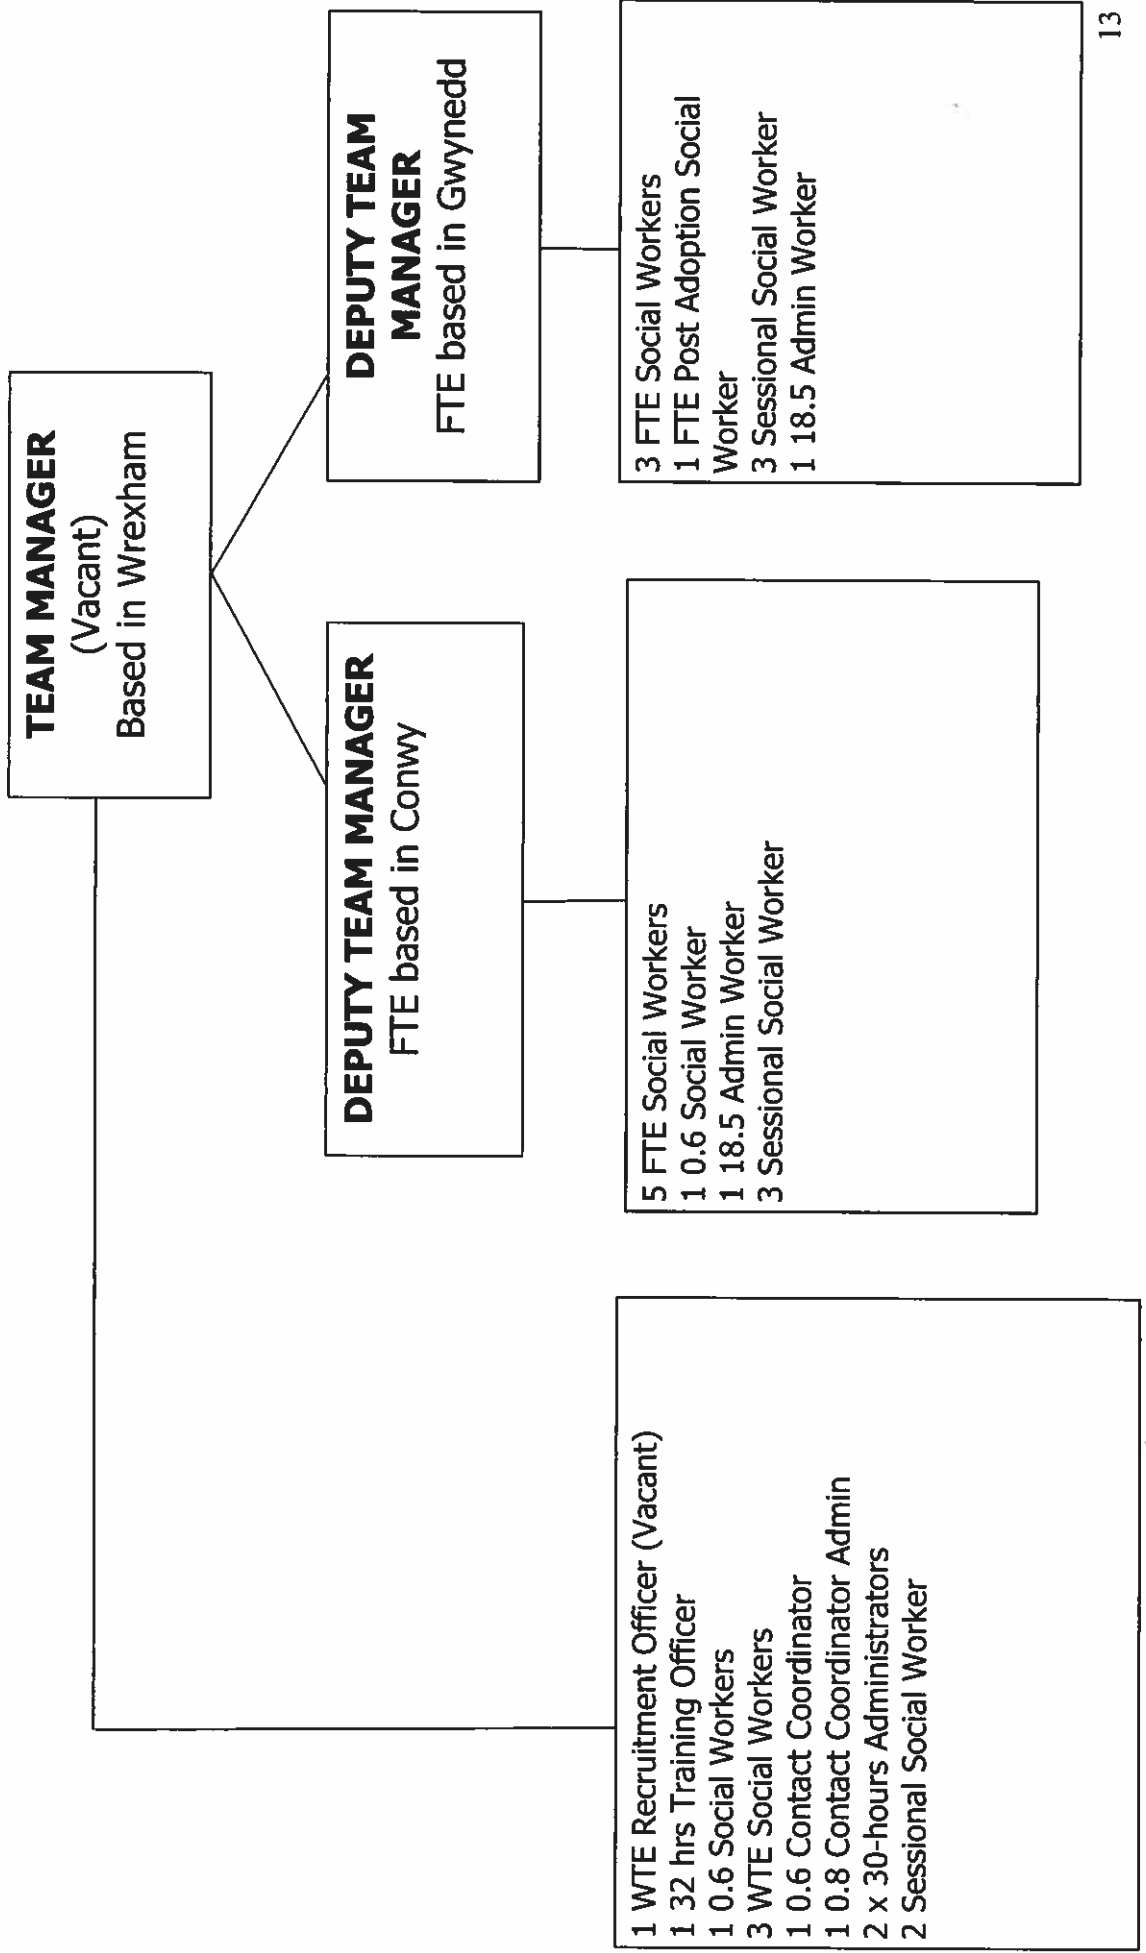 TEAM MANAGER
(Vacant)
Based in Wrexham
DEPUTY TEAM MANAGER
FTE based in Conwy
DEPUTY TEAM
MANAGER
FTE based in Gwynedd
1 WTE Recruitment Officer (Vacant)
1 32 hrs Training Officer
1 0.6 Social Workers
3 WTE Social Workers
1 0.6 Contact Coordinator
1 0.8 Contact Coordinator Admin
2 x 30-hours Administrators
2 Sessional Social Worker
5 FTE Social Workers
1 0.6 Social Worker
1 18.5 Admin Worker
3 Sessional Social Worker
3 FTE Social Workers
1 FTE Post Adoption Social
Worker
3 Sessional Social Worker
1 18.5 Admin Worker
13